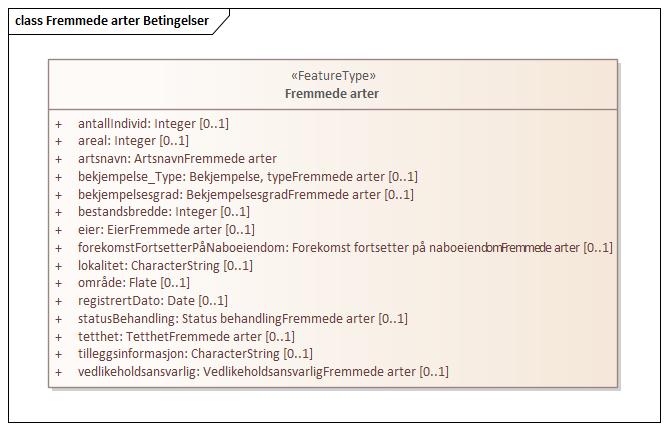 class Fremmede arter Betingelser
«FeatureType»
Fremmede arter
+ antallIndivid: Integer [0..1]
+ areal: Integer [0..1]
+ artsnavn: ArtsnavnFremmede arter
+ bekjempelse_Type: Bekjempelse, typeFremmede arter [0..1]
+ bekjempelsesgrad: BekjempelsesgradFremmede arter [0..1]
+ bestandsbredde: Integer [0..1]
+ eier: EierFremmede arter [0..1]
+ forekomstFortsetterPåNaboeiendom: Forekomst fortsetter på naboeiendomFremmede arter [0..1]
+ lokalitet: CharacterString [0..1]
+ område: Flate [0..1]
+ registrertDato: Date [0..1]
+ statusBehandling: Status behandlingFremmede arter [0..1]
+ tetthet: TetthetFremmede arter [0..1]
+ tilleggsinformasjon: CharacterString [0..1]
+ vedlikeholdsansvarlig: VedlikeholdsansvarligFremmede arter [0..1]